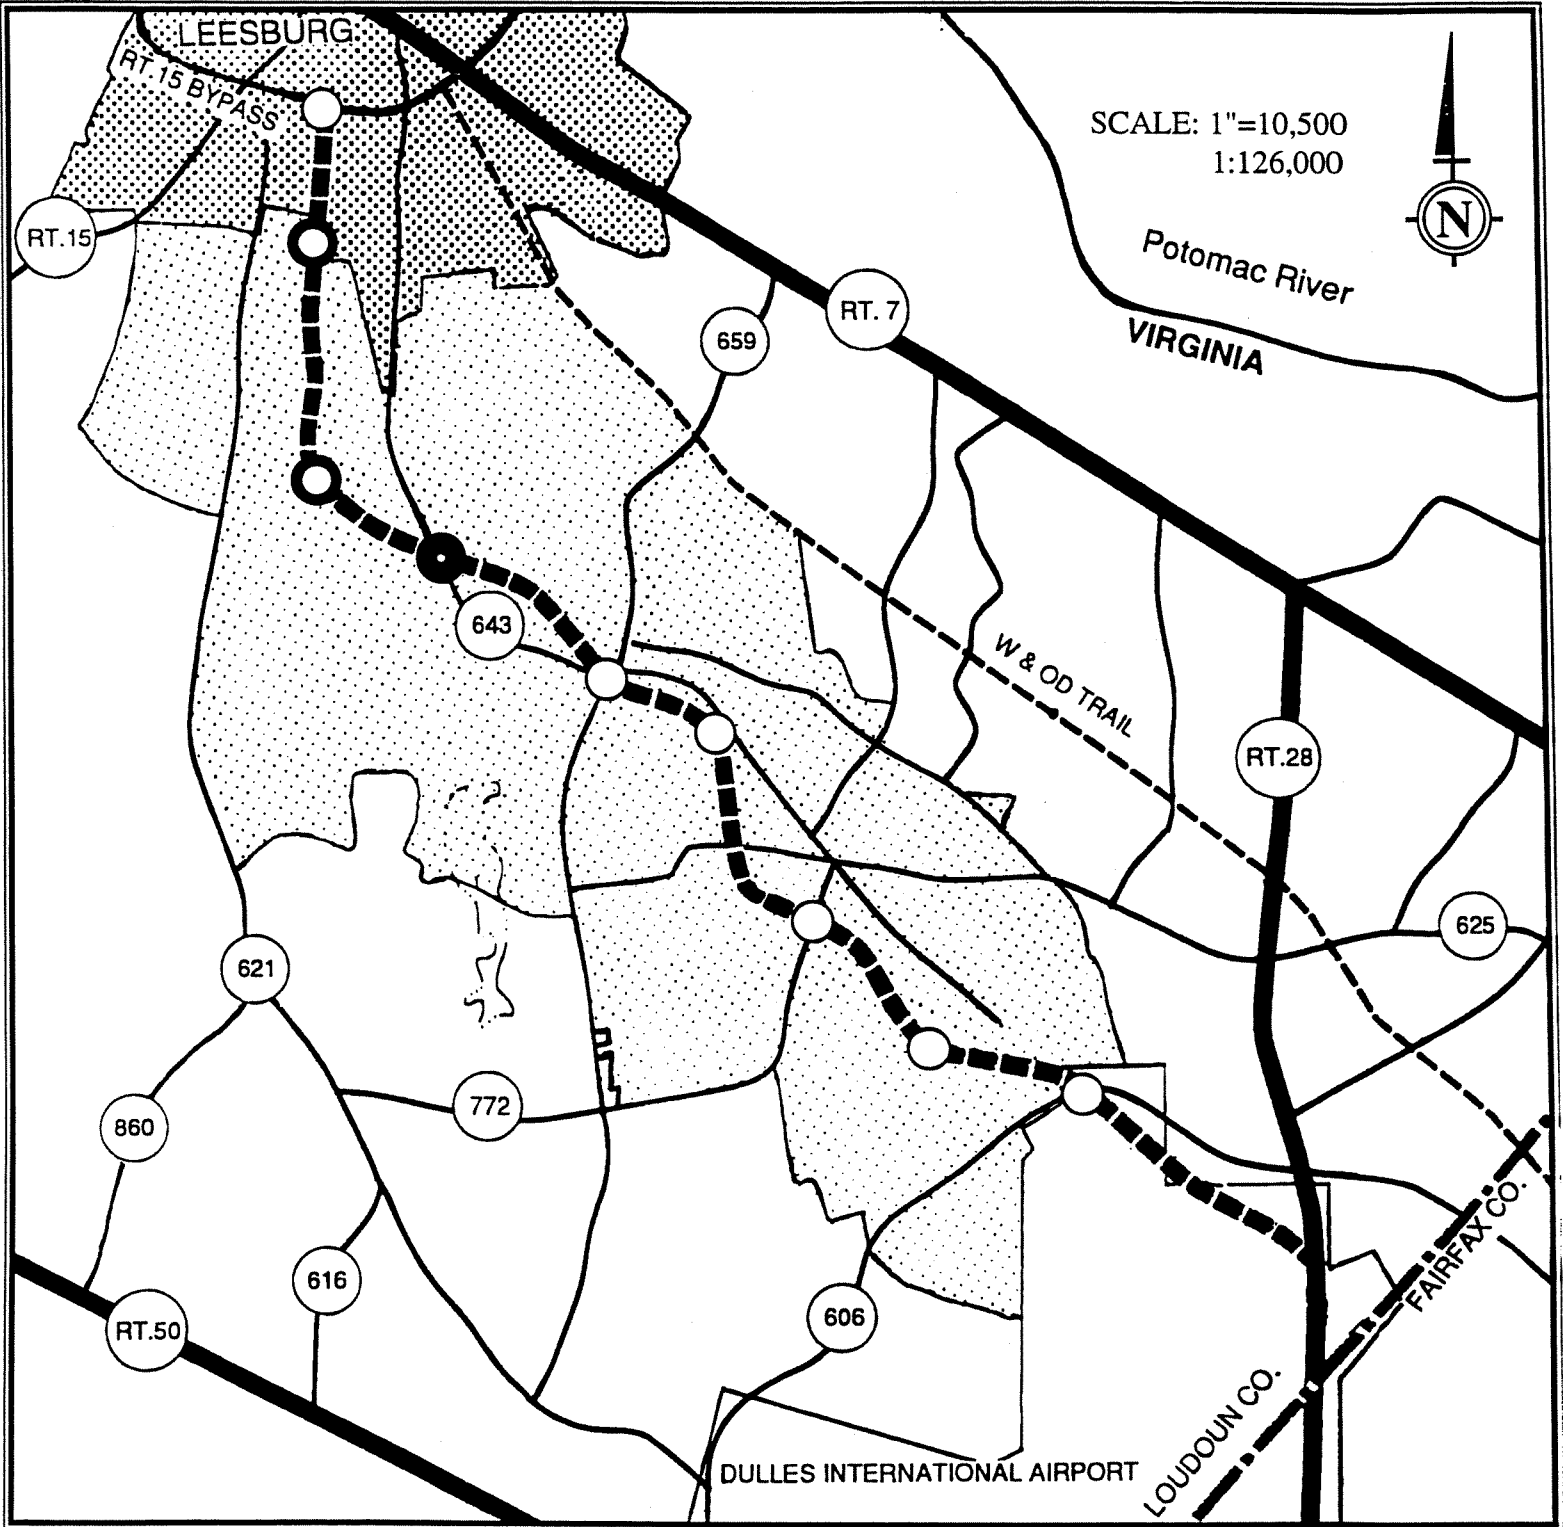 LEESBURG
RT.15 BYPASS
SCALE: 1"=10,500
1:126,000
N
RT.15
Potomac River
VIRGINIA
RT. 7
659
643
W & OD TRAIL
RT.28
625
621
772
860
616
606
RT.50
FAIRFAX CO.
LOUDOUN CO.
DULLES INTERNATIONAL AIRPORT